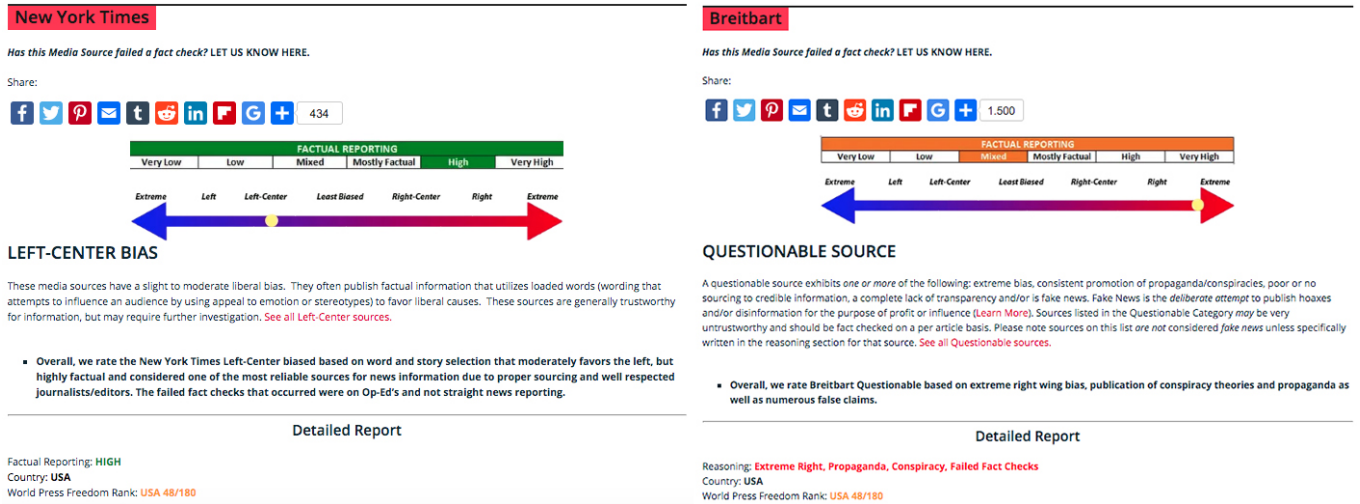 New York Times
Has this Media Source failed a fact check? LET US KNOW HERE.
Share:
434
FACTUAL REPORTING
Very Low Low Mixed Mostly Factual High Very High
Extreme Left Left-Center Least Biased Right-Center Right Extreme
LEFT-CENTER BIAS
These media sources have a slight to moderate liberal bias. They often publish factual information that utilizes loaded words (wording that
attempts to influence an audience by using appeal to emotion or stereotypes) to favor liberal causes. These sources are generally trustworthy
for information, but may require further investigation. See all Left-Center sources.
▪ Overall, we rate the New York Times Left-Center biased based on word and story selection that moderately favors the left, but
highly factual and considered one of the most reliable sources for news information due to proper sourcing and well respected
journalists/editors. The failed fact checks that occurred were on Op-Ed's and not straight news reporting.
Detailed Report
Factual Reporting: HIGH
Country: USA
World Press Freedom Rank: USA 48/180
Breitbart
Has this Media Source failed a fact check? LET US KNOW HERE.
Share:
1.500
FACTUAL REPORTING
Very Low Low Mixed Mostly Factual High Very High
Extreme Left Left-Center Least Biased Right-Center Right Extreme
QUESTIONABLE SOURCE
A questionable source exhibits one or more of the following: extreme bias, consistent promotion of propaganda/conspiracies, poor or no
sourcing to credible information, a complete lack of transparency and/or is fake news. Fake News is the deliberate attempt to publish hoaxes
and/or disinformation for the purpose of profit or influence (Learn More). Sources listed in the Questionable Category may be very
untrustworthy and should be fact checked on a per article basis. Please note sources on this list are not considered fake news unless specifically
written in the reasoning section for that source. See all Questionable sources.
▪ Overall, we rate Breitbart Questionable based on extreme right wing bias, publication of conspiracy theories and propaganda as
well as numerous false claims.
Detailed Report
Reasoning: Extreme Right, Propaganda, Conspiracy, Failed Fact Checks
Country: USA
World Press Freedom Rank: USA 48/180